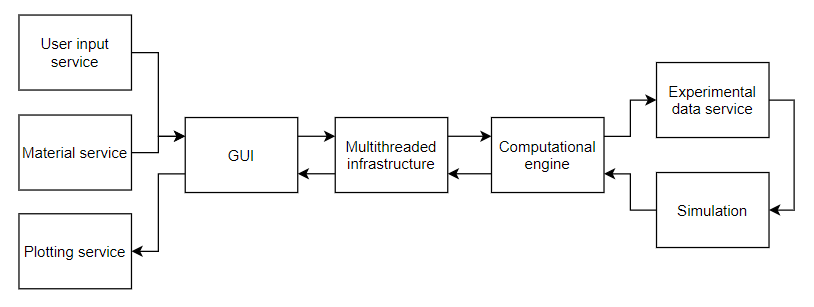 User input
service
Material service
Plotting service
GUI
Multithreaded
infrastructure
Computational
engine
Experimental
data service
Simulation